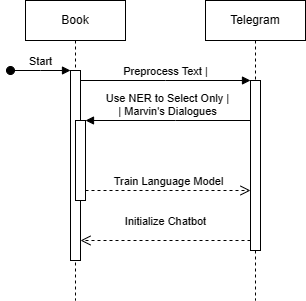 Book
Telegram
Start
Preprocess Text |
Use NER to Select Only |
| Marvin's Dialogues
Train Language Model
Initialize Chatbot